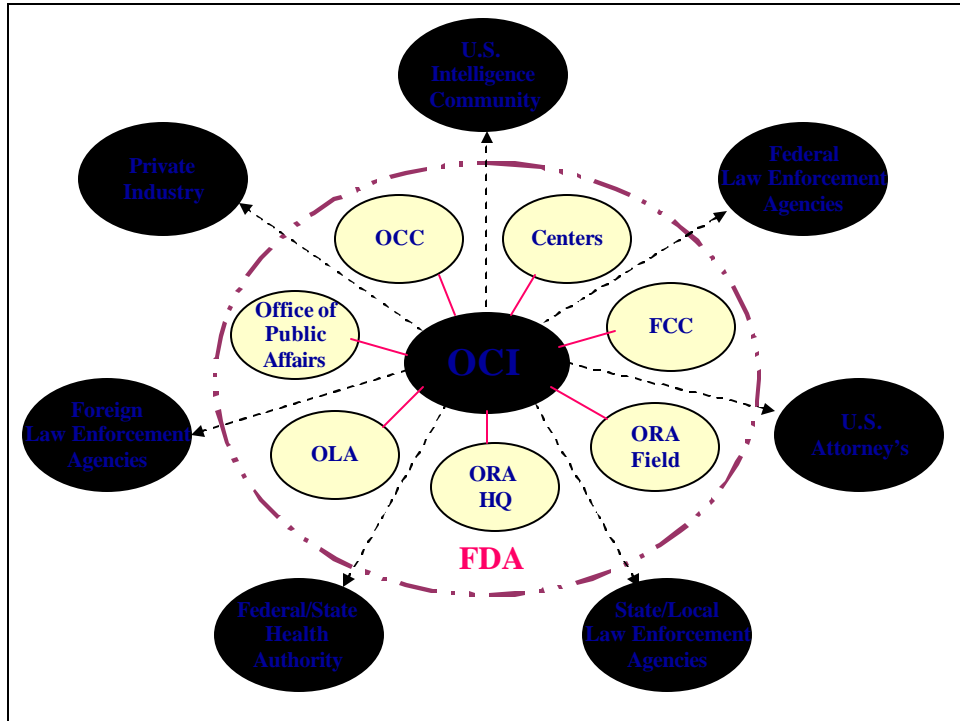 U.S.
Intelligence
Community
Private
Industry
Federal
Law Enforcement
Agencies
OCC
Centers
Office of
Public
Affairs
FCC
OCI
Foreign
Law Enforcement
Agencies
U.S.
Attorney's
OLA
ORA
HQ
ORA
Field
FDA
Federal/State
Health
Authority
State/Local
Law Enforcement
Agencies